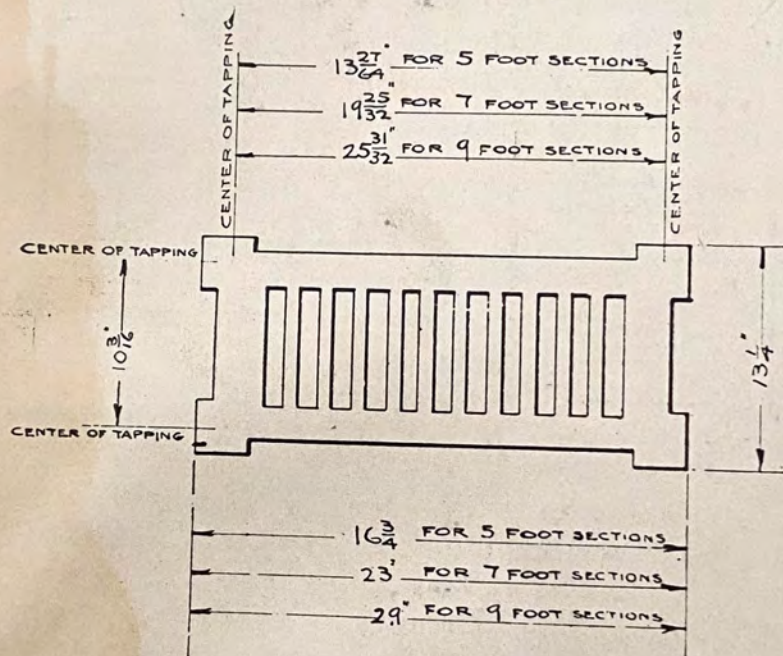 CENTER OF TAPPING
CENTER OF TAPPING
13 27/64" FOR 5 FOOT SECTIONS
19 25/32" FOR 7 FOOT SECTIONS
25 31/32" FOR 9 FOOT SECTIONS
CENTER OF TAPPING
10 3/16"
13 1/4"
CENTER OF TAPPING
16 3/4 FOR 5 FOOT SECTIONS
23" FOR 7 FOOT SECTIONS
29" FOR 9 FOOT SECTIONS